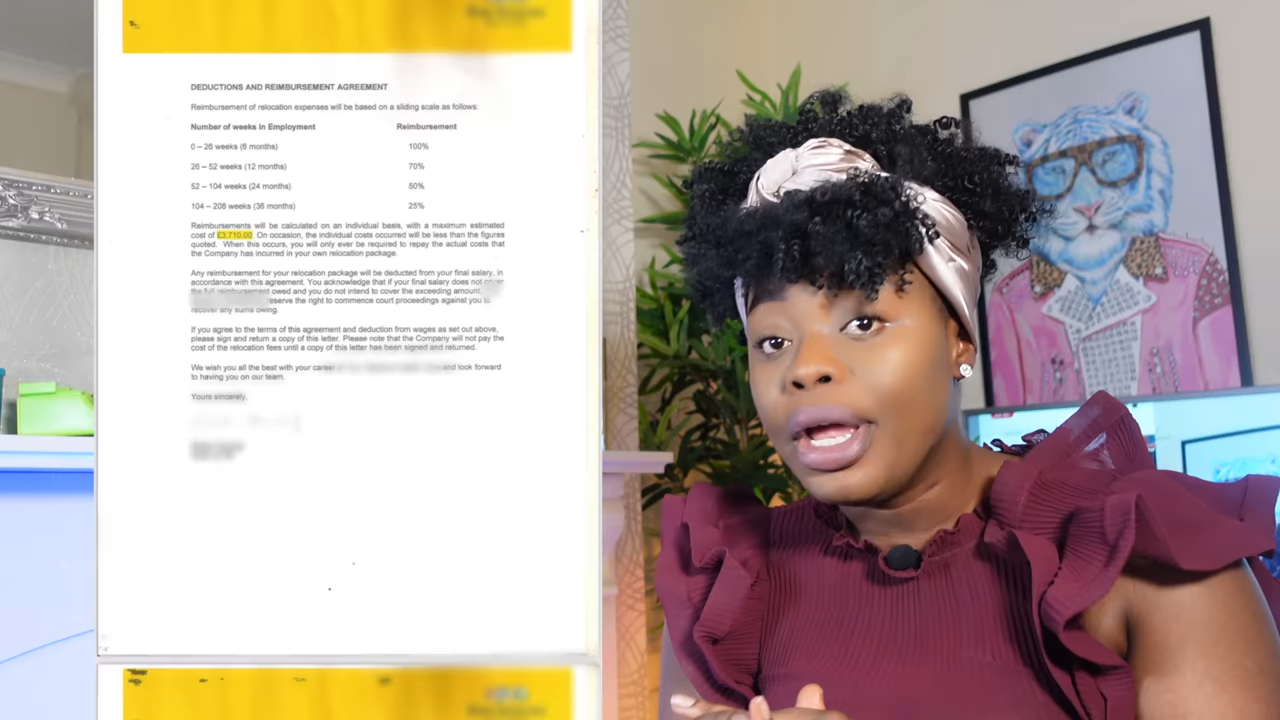 DEDUCTIONS AND REIMBURSEMENT AGREEMENT
Reimbursement of relocation expenses will be based on a sliding scale as follows:
Number of weeks in Employment Reimbursement
0 – 26 weeks (6 months) 100%
26 – 52 weeks (12 months) 70%
52 – 104 weeks (24 months) 50%
104 – 208 weeks (36 months) 25%
Reimbursements will be calculated on an individual basis, with a maximum estimated
cost of £3,710.00. On occasion, the individual costs occurred will be less than the figures
quoted. When this occurs, you will only ever be required to repay the actual costs that
the Company has incurred in your own relocation package.
Any reimbursement for your relocation package will be deducted from your final salary, in
accordance with this agreement. You acknowledge that if your final salary does not cover
the full reimbursement owed and you do not intend to cover the exceeding amount,
reserve the right to commence court proceedings against you to
recover any sums owing.
If you agree to the terms of this agreement and deduction from wages as set out above,
please sign and return a copy of this letter. Please note that the Company will not pay the
cost of the relocation fees until a copy of this letter has been signed and returned.
We wish you all the best with your career and look forward
to having you on our team.
Yours sincerely,